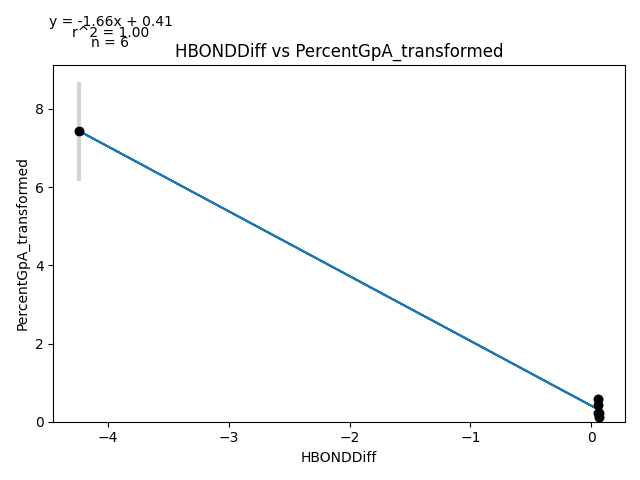 y = -1.66x + 0.41
r^2 = 1.00
n = 6
HBONDDiff vs PercentGpA_transformed
PercentGpA_transformed
8
6
4
2
0
−4
−3
−2
−1
0
HBONDDiff